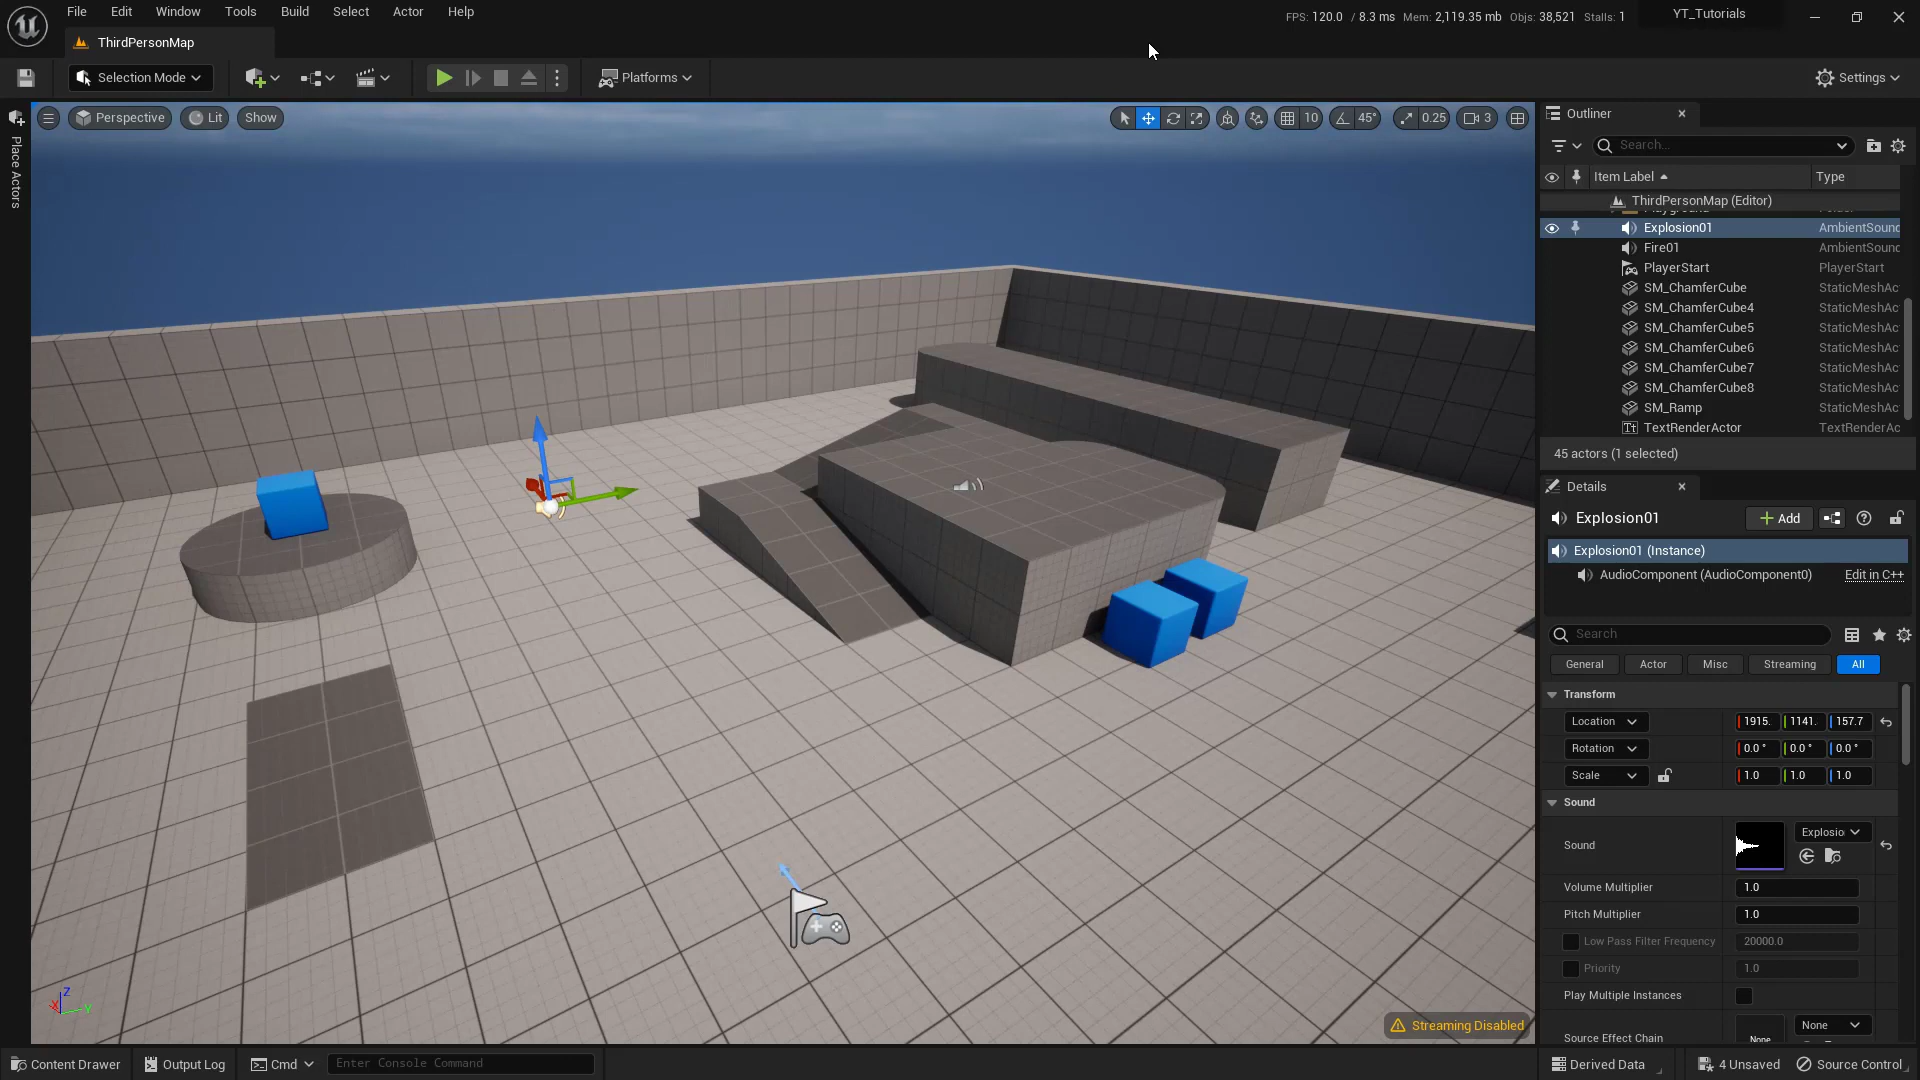 File Edit Window Tools Build Select Actor Help
FPS: 120.0 / 8.3 ms Mem: 2,119.35 mb Objs: 38,521 Stalls: 1
YT_Tutorials
ThirdPersonMap
Selection Mode
Platforms
Settings
Place Actors
Perspective Lit Show
10 45° 0.25 3
Outliner
Search...
Item Label Type
ThirdPersonMap (Editor)
Explosion01 AmbientSound
Fire01 AmbientSound
PlayerStart PlayerStart
SM_ChamferCube StaticMeshAc
SM_ChamferCube4 StaticMeshAc
SM_ChamferCube5 StaticMeshAc
SM_ChamferCube6 StaticMeshAc
SM_ChamferCube7 StaticMeshAc
SM_ChamferCube8 StaticMeshAc
SM_Ramp StaticMeshAc
TextRenderActor TextRenderAc
45 actors (1 selected)
Details
Explosion01
Add
Explosion01 (Instance)
AudioComponent (AudioComponent0) Edit in C++
Search
General Actor Misc Streaming All
Transform
Location 1915. 1141. 157.7
Rotation 0.0 ° 0.0 ° 0.0 °
Scale 1.0 1.0 1.0
Sound
Sound Explosio
Volume Multiplier 1.0
Pitch Multiplier 1.0
Low Pass Filter Frequency 20000.0
Priority 1.0
Play Multiple Instances
Source Effect Chain None None
Z
X Y
Streaming Disabled
Content Drawer Output Log Cmd Enter Console Command
Derived Data 4 Unsaved Source Control